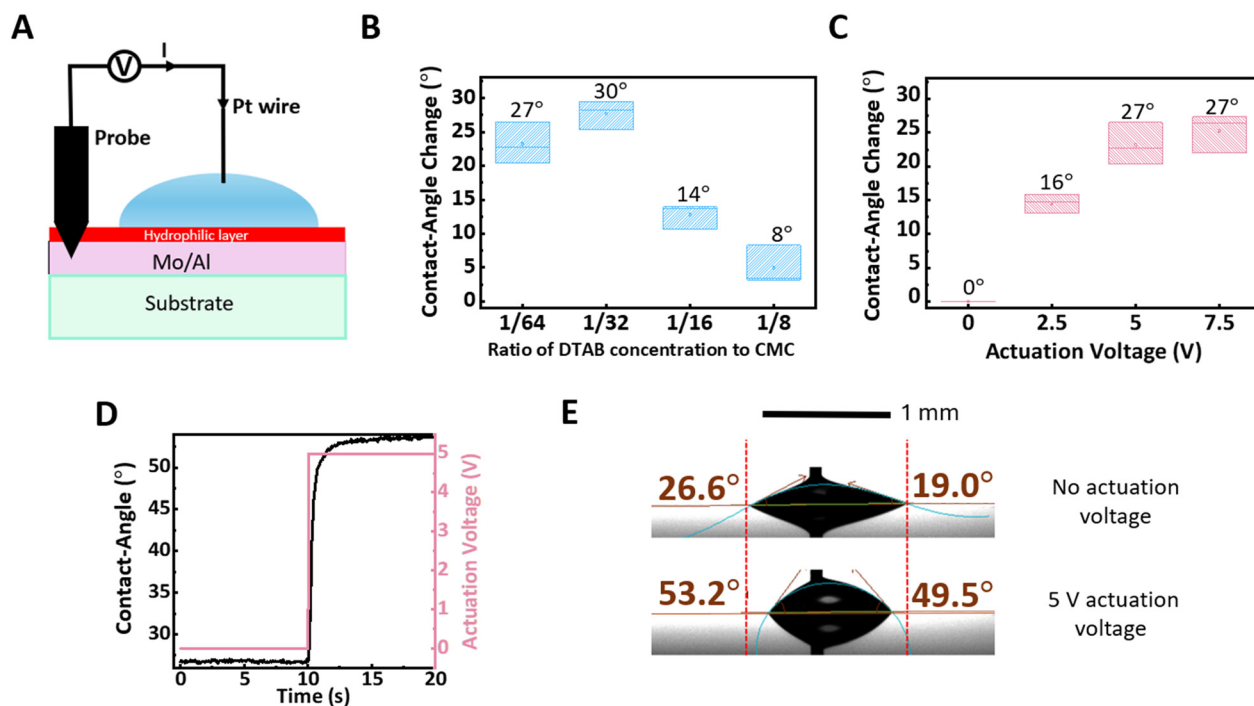 A
V
I
Pt wire
Probe
Hydrophilic layer
Mo/Al
Substrate
B
Contact-Angle Change (°)
30
25
20
15
10
5
0
27°
30°
14°
8°
1/64 1/32 1/16 1/8
Ratio of DTAB concentration to CMC
C
Contact-Angle Change (°)
30
25
20
15
10
5
0
0°
16°
27°
27°
0 2.5 5 7.5
Actuation Voltage (V)
D
Contact-Angle (°)
50
45
40
35
30
5
4
3
2
1
0
Actuation Voltage (V)
0 5 10 15 20
Time (s)
E
1 mm
26.6°
19.0°
No actuation
voltage
53.2°
49.5°
5 V actuation
voltage